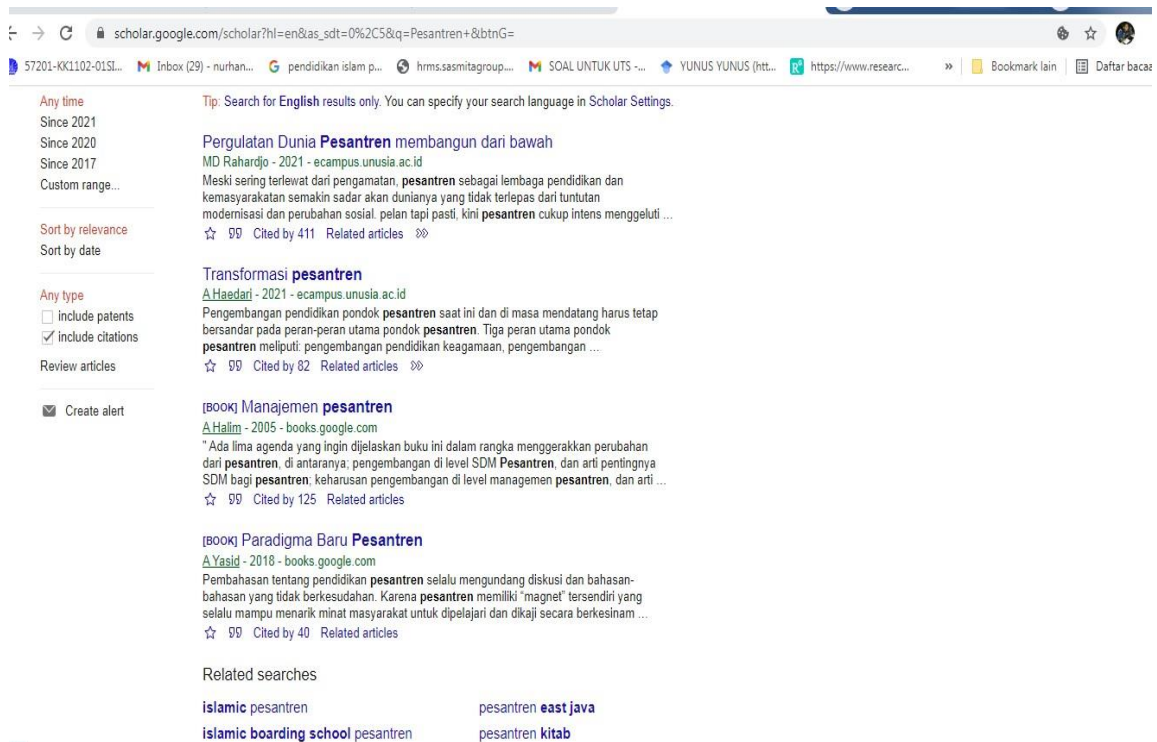 scholar.google.com/scholar?hl=en&as_sdt=0%2C5&q=Pesantren+&btnG=
57201-KK1102-01SI... Inbox (29) - nurhan... pendidikan islam p... hrms.sasmitagroup.... SOAL UNTUK UTS -... YUNUS YUNUS (htt... https://www.researc... » Bookmark lain Daftar bacaa
Any time
Since 2021
Since 2020
Since 2017
Custom range...
Sort by relevance
Sort by date
Any type
include patents
include citations
Review articles
Create alert
Tip: Search for English results only. You can specify your search language in Scholar Settings.
Pergulatan Dunia Pesantren membangun dari bawah
MD Rahardjo - 2021 - ecampus.unusia.ac.id
Meski sering terlewat dari pengamatan, pesantren sebagai lembaga pendidikan dan
kemasyarakatan semakin sadar akan dunianya yang tidak terlepas dari tuntutan
modernisasi dan perubahan sosial. pelan tapi pasti, kini pesantren cukup intens menggeluti ...
Cited by 411 Related articles
Transformasi pesantren
A Haedari - 2021 - ecampus.unusia.ac.id
Pengembangan pendidikan pondok pesantren saat ini dan di masa mendatang harus tetap
bersandar pada peran-peran utama pondok pesantren. Tiga peran utama pondok
pesantren meliputi: pengembangan pendidikan keagamaan, pengembangan ...
Cited by 82 Related articles
[BOOK] Manajemen pesantren
A Halim - 2005 - books.google.com
" Ada lima agenda yang ingin dijelaskan buku ini dalam rangka menggerakkan perubahan
dari pesantren, di antaranya; pengembangan di level SDM Pesantren, dan arti pentingnya
SDM bagi pesantren; keharusan pengembangan di level managemen pesantren, dan arti ...
Cited by 125 Related articles
[BOOK] Paradigma Baru Pesantren
A Yasid - 2018 - books.google.com
Pembahasan tentang pendidikan pesantren selalu mengundang diskusi dan bahasan-
bahasan yang tidak berkesudahan. Karena pesantren memiliki “magnet” tersendiri yang
selalu mampu menarik minat masyarakat untuk dipelajari dan dikaji secara berkesinam ...
Cited by 40 Related articles
Related searches
islamic pesantren
pesantren east java
islamic boarding school pesantren
pesantren kitab